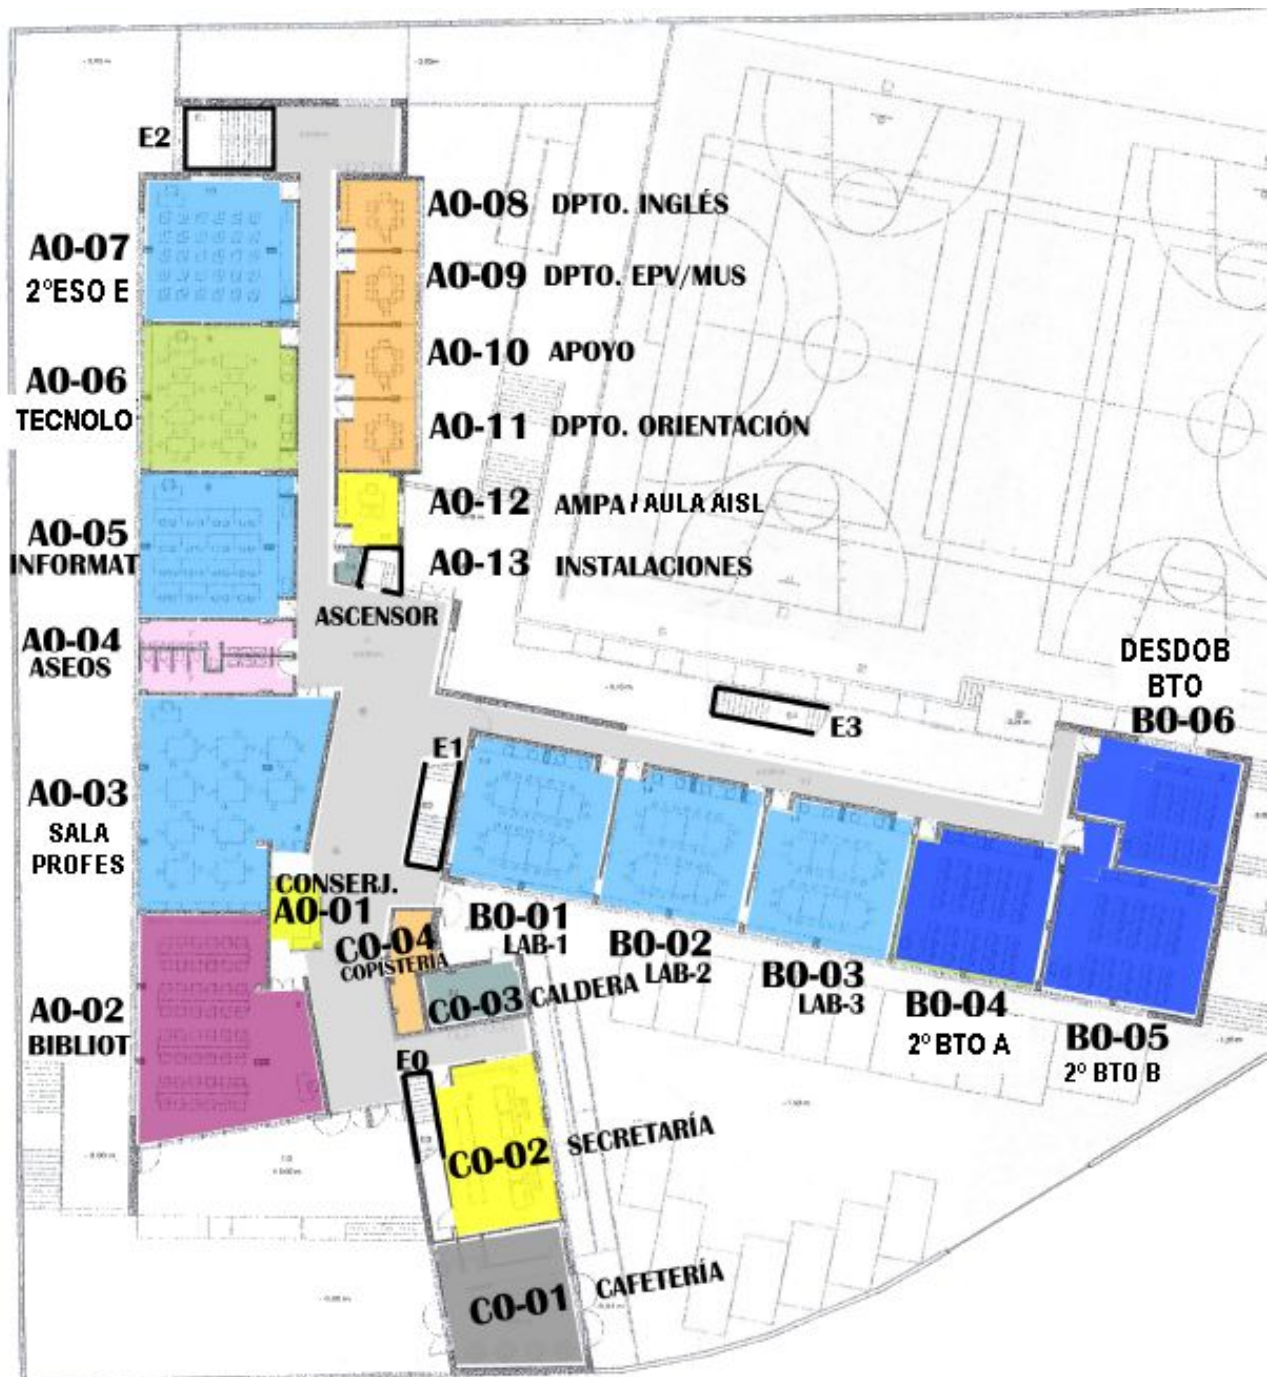 E2
A0-08 DPTO. INGLÉS
A0-07
2ºESO E
A0-09 DPTO. EPV/MUS
A0-10 APOYO
A0-06
TECNOLO
A0-11 DPTO. ORIENTACIÓN
A0-12 AMPA / AULA AISL
A0-05
INFORMAT
A0-13 INSTALACIONES
ASCENSOR
A0-04
ASEOS
DESDOB
BTO
B0-06
E3
E1
A0-03
SALA
PROFES
CONSERJ.
A0-01
C0-04
COPISTERIA
B0-01
LAB-1
B0-02
LAB-2
B0-03
LAB-3
B0-04
2º BTO A
B0-05
2º BTO B
C0-03 CALDERA
A0-02
BIBLIOT
E0
C0-02 SECRETARÍA
C0-01 CAFETERÍA